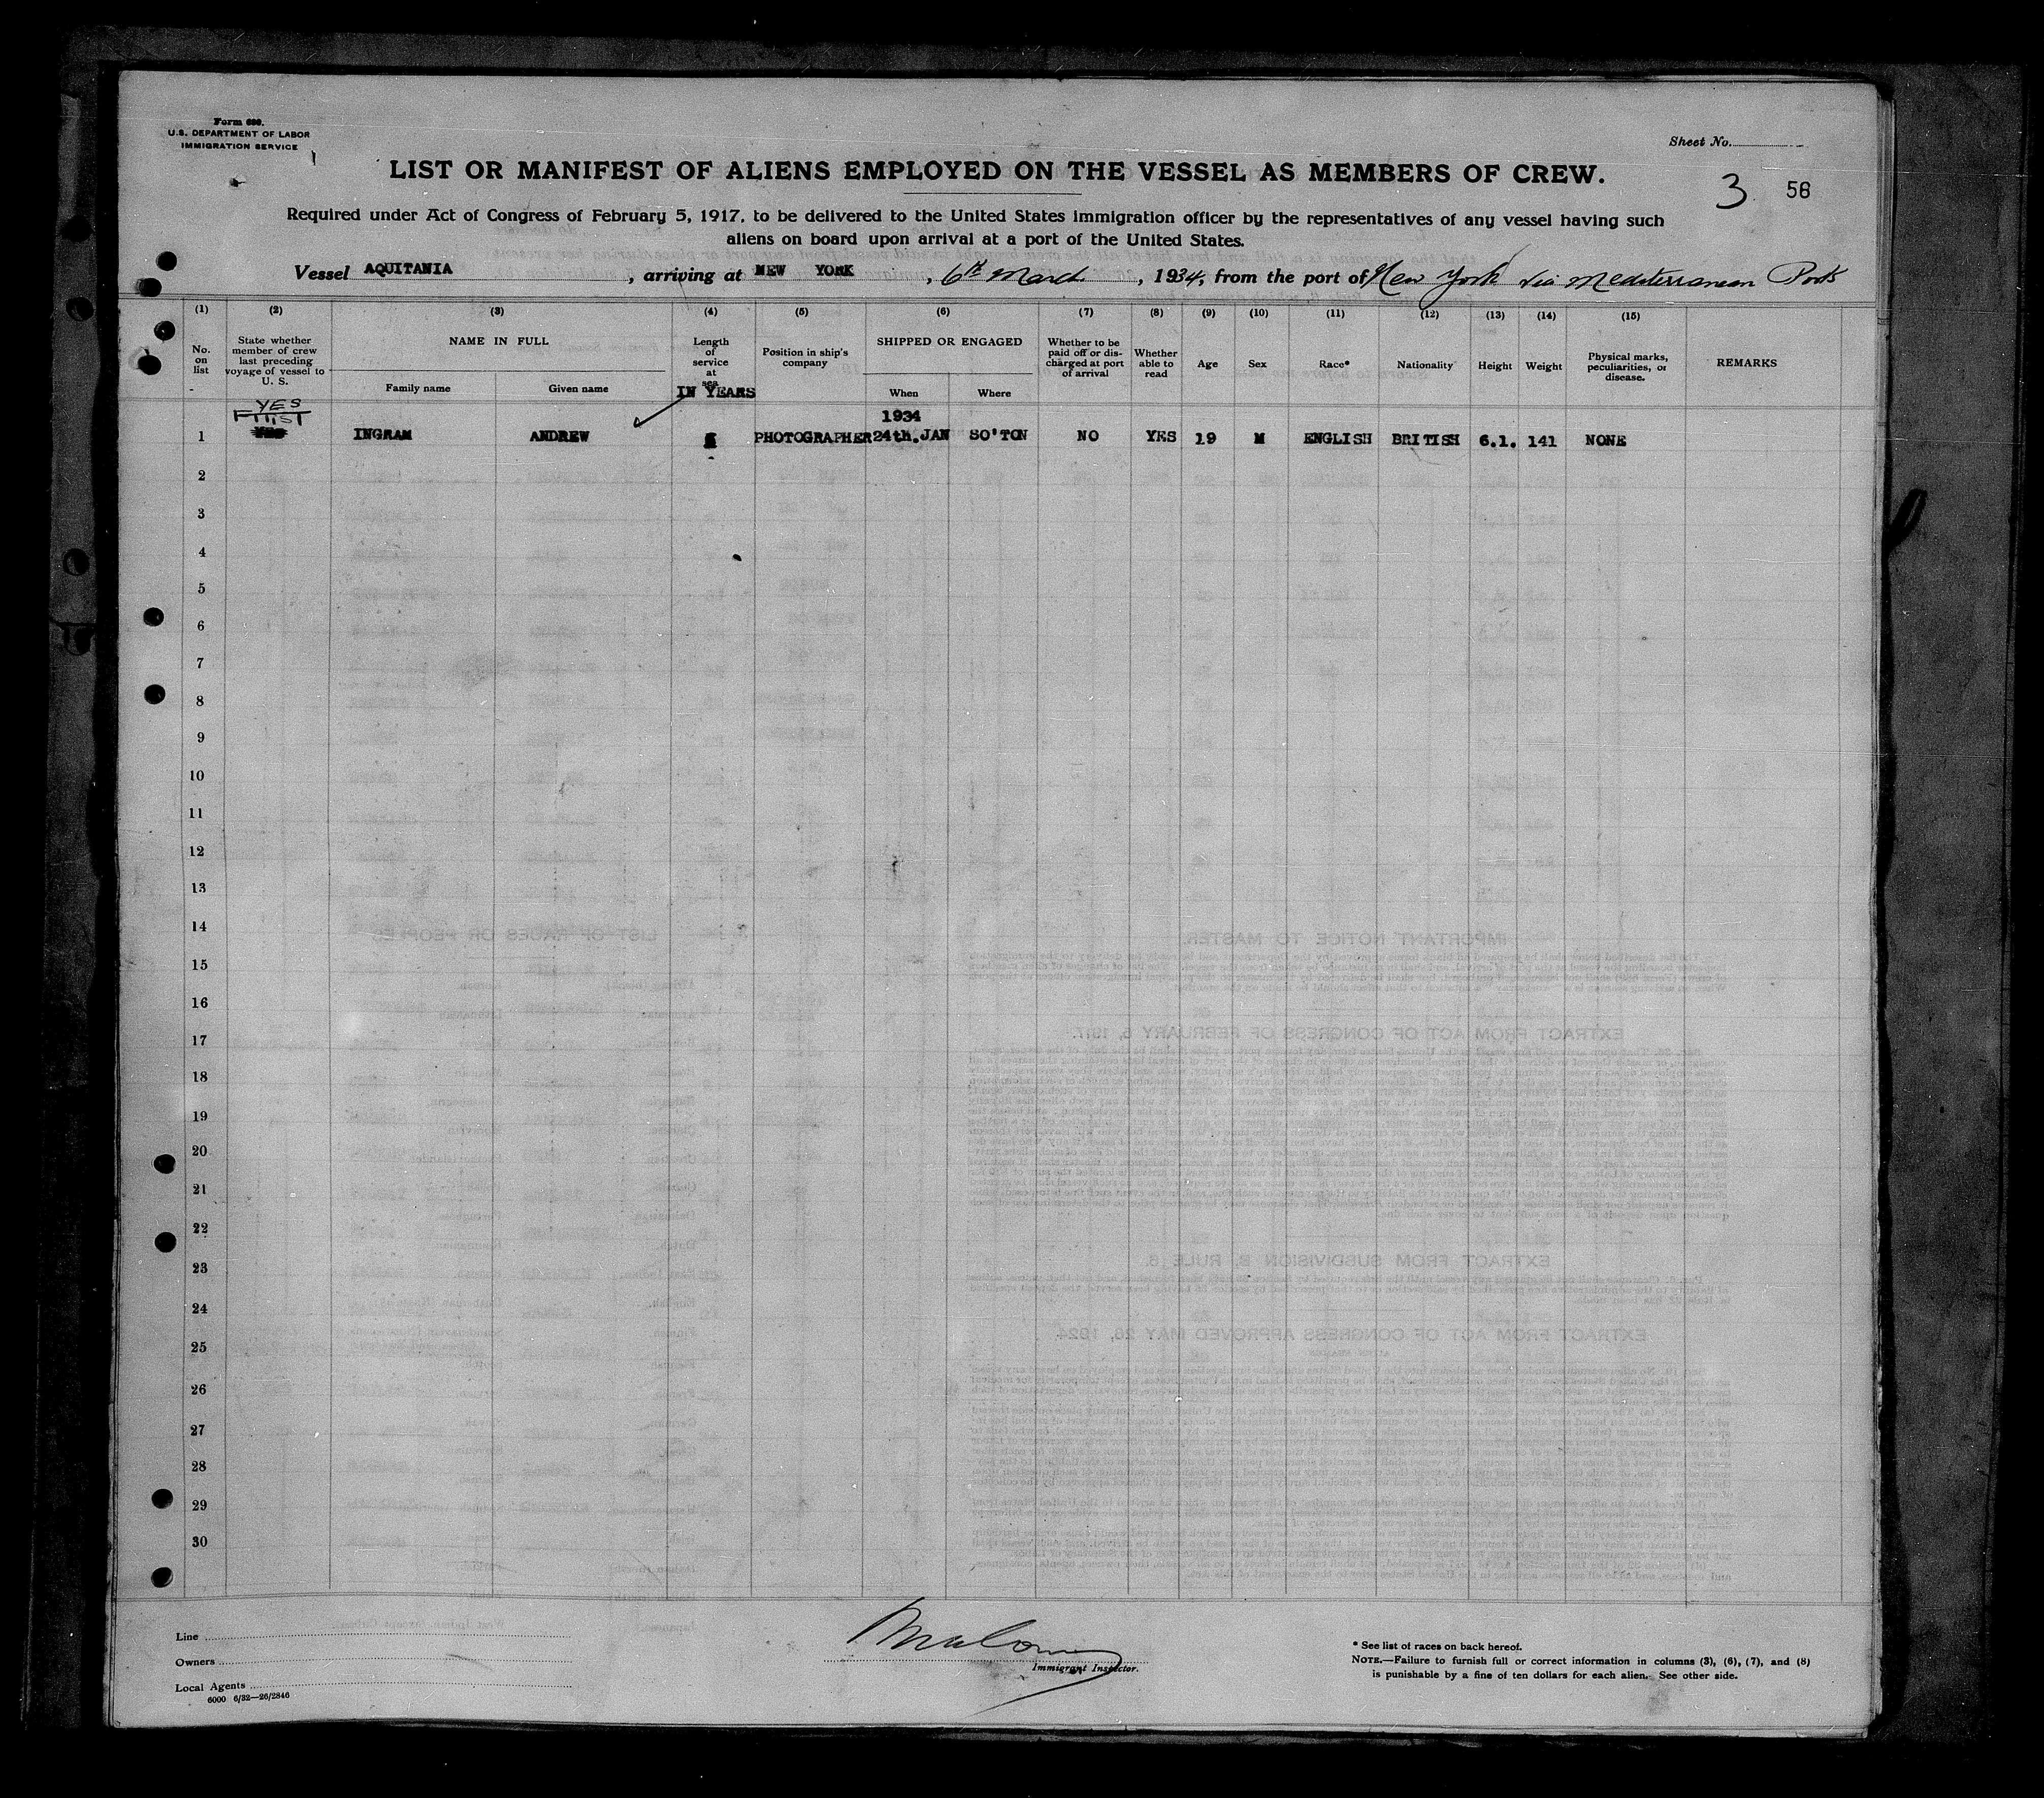 Form 680.
U.S. DEPARTMENT OF LABOR
IMMIGRATION SERVICE
Sheet No.
LIST OR MANIFEST OF ALIENS EMPLOYED ON THE VESSEL AS MEMBERS OF CREW.
3 56
Required under Act of Congress of February 5, 1917, to be delivered to the United States immigration officer by the representatives of any vessel having such
aliens on board upon arrival at a port of the United States.
Vessel AQUITANIA, arriving at NEW YORK, 6th March, 1934, from the port of New York via Mediterranean Ports
(1) (2) (3) (4) (5) (6) (7) (8) (9) (10) (11) (12) (13) (14) (15)
No. on list
State whether member of crew last preceding voyage of vessel to U. S.
NAME IN FULL
Family name Given name
Length of service at sea
IN YEARS
Position in ship's company
SHIPPED OR ENGAGED
When Where
Whether to be paid off or discharged at port of arrival
Whether able to read
Age Sex Race* Nationality Height Weight
Physical marks, peculiarities, or disease.
REMARKS
YES
FIRST
1934
1 INGRAM ANDREW PHOTOGRAPHER 24th.JAN SO'TON NO YES 19 M ENGLISH BRITISH 6.1. 141 NONE
2
3
4
5
6
7
8
9
10
11
12
13
14
15
16
17
18
19
20
21
22
23
24
25
26
27
28
29
30
Line
Owners
Local Agents
6000 6/32—26/2846
Immigrant Inspector.
* See list of races on back hereof.
NOTE.—Failure to furnish full or correct information in columns (3), (6), (7), and (8)
is punishable by a fine of ten dollars for each alien. See other side.